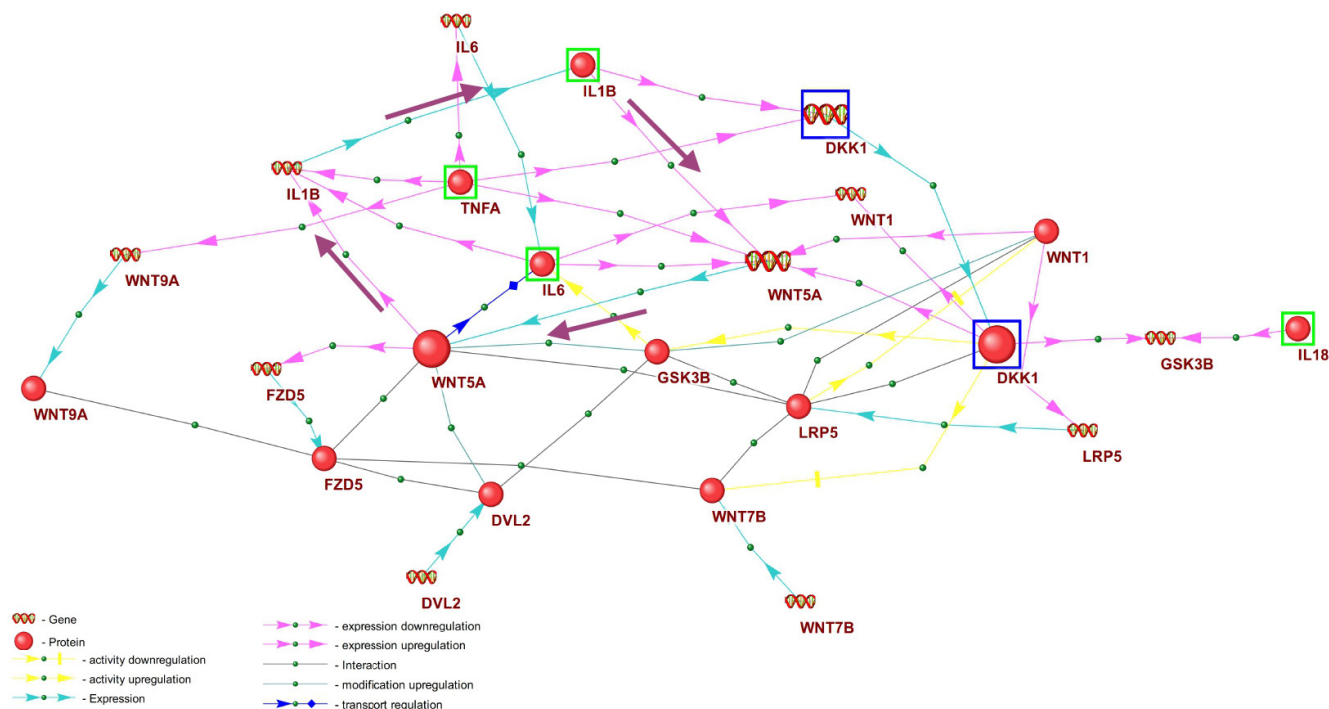 IL6
IL1B
DKK1
IL1B
TNFA
WNT1
WNT1
WNT9A
IL6
WNT5A
IL18
GSK3B
DKK1
GSK3B
WNT5A
FZD5
WNT9A
LRP5
LRP5
FZD5
WNT7B
DVL2
DVL2
WNT7B
- Gene
- Protein
- activity downregulation
- activity upregulation
- Expression
- expression downregulation
- expression upregulation
- Interaction
- modification upregulation
- transport regulation